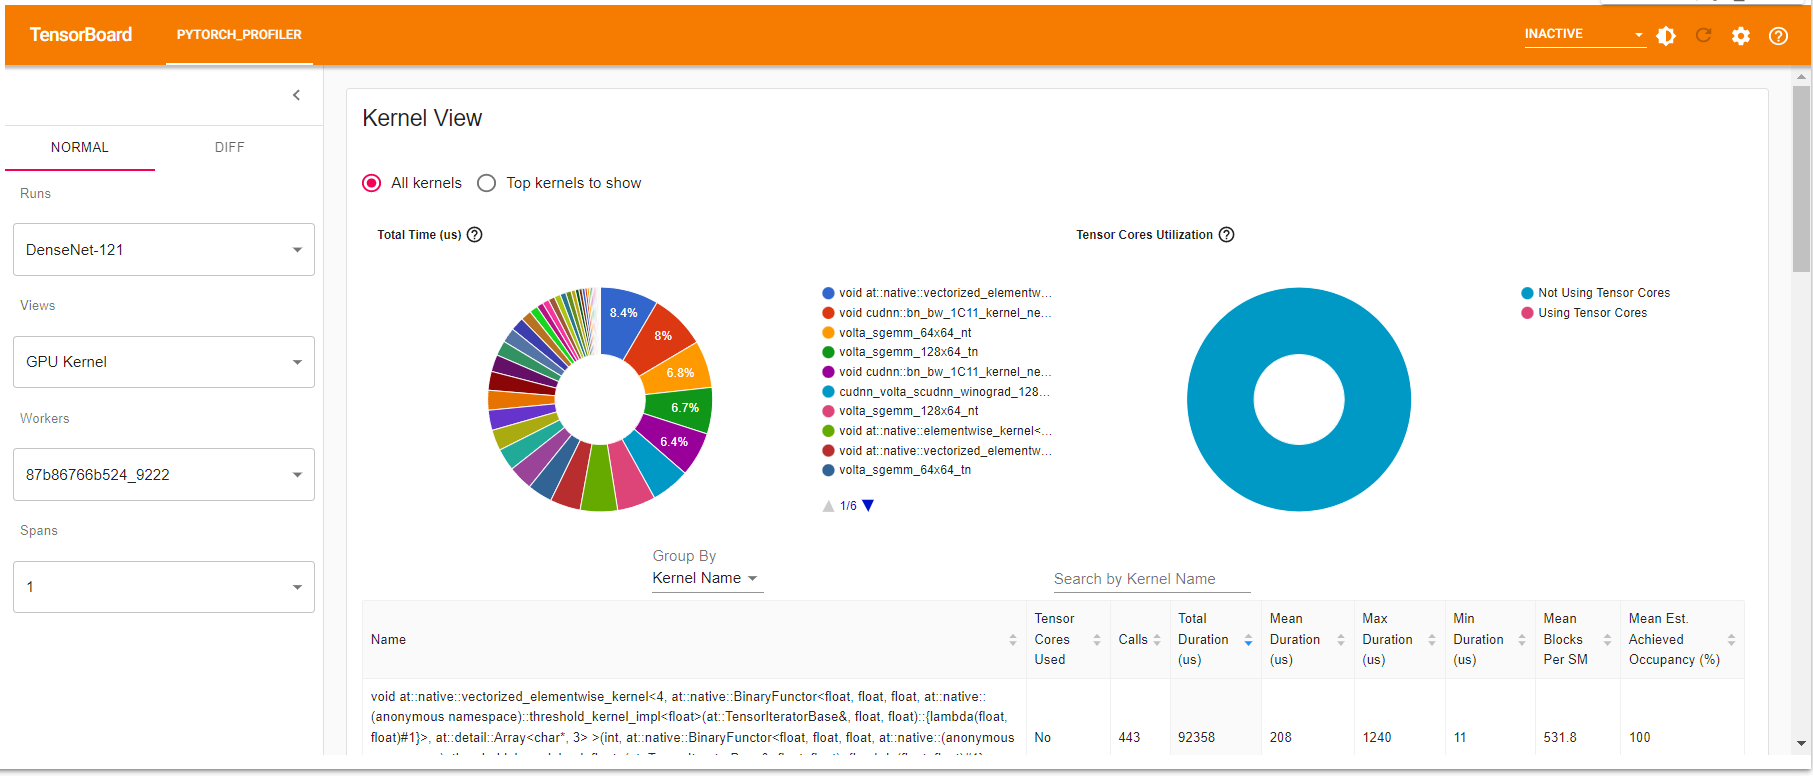 TensorBoard
PYTORCH_PROFILER
INACTIVE
NORMAL
DIFF
Runs
DenseNet-121
Views
GPU Kernel
Workers
87b86766b524_9222
Spans
1
Kernel View
All kernels
Top kernels to show
Total Time (us)
8.4%
8%
6.8%
6.7%
6.4%
void at::native::vectorized_elementw...
void cudnn::bn_bw_1C11_kernel_ne...
volta_sgemm_64x64_nt
volta_sgemm_128x64_tn
void cudnn::bn_bw_1C11_kernel_ne...
cudnn_volta_scudnn_winograd_128...
volta_sgemm_128x64_nt
void at::native::elementwise_kernel<...
void at::native::vectorized_elementw...
volta_sgemm_64x64_tn
1/6
Tensor Cores Utilization
Not Using Tensor Cores
Using Tensor Cores
Group By
Kernel Name
Search by Kernel Name
Name
Tensor
Cores
Used
Calls
Total
Duration
(us)
Mean
Duration
(us)
Max
Duration
(us)
Min
Duration
(us)
Mean
Blocks
Per SM
Mean Est.
Achieved
Occupancy (%)
void at::native::vectorized_elementwise_kernel<4, at::native::BinaryFunctor<float, float, float, at::native::
(anonymous namespace)::threshold_kernel_impl<float>(at::TensorIteratorBase&, float, float)::{lambda(float,
float)#1}>, at::detail::Array<char*, 3> >(int, at::native::BinaryFunctor<float, float, float, at::native::(anonymous
No
443
92358
208
1240
11
531.8
100